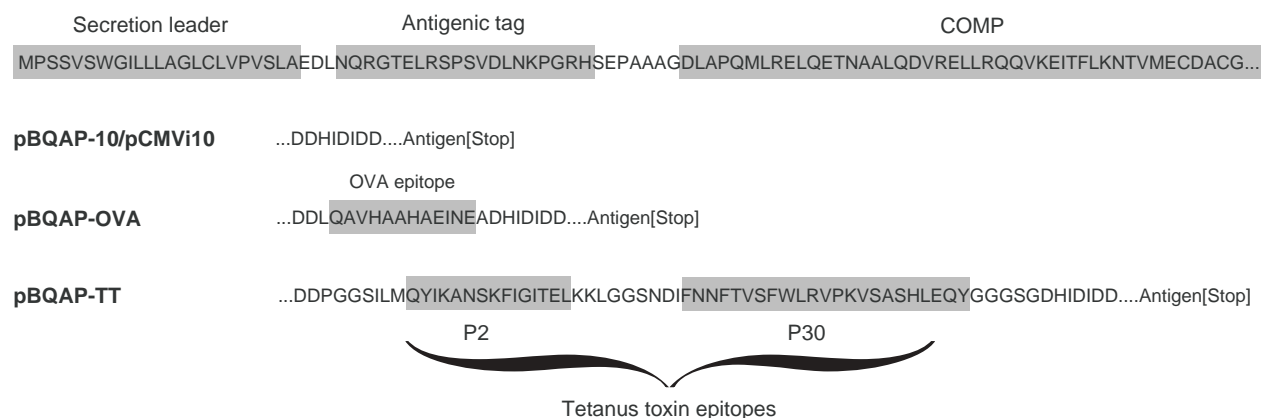 Secretion leader Antigenic tag COMP
MPSSVSWGILLLAGLCLVPVSLAEDLNQRGTELRSPSVDLNKPGRHSEPAAAGDLAPQMLRELQETNAALQDVRELLRQQVKEITFLKNTVMECDACG...
pBQAP-10/pCMVi10 ...DDHIDIDD....Antigen[Stop]
OVA epitope
pBQAP-OVA ...DDLQAVHAAHAEINEADHIDIDD....Antigen[Stop]
pBQAP-TT ...DDPGGSILMQYIKANSKFIGITELKKLGGSNDIFNNFTVSFWLRVPKVSASHLEQYGGGSGDHIDIDD....Antigen[Stop]
P2 P30
Tetanus toxin epitopes